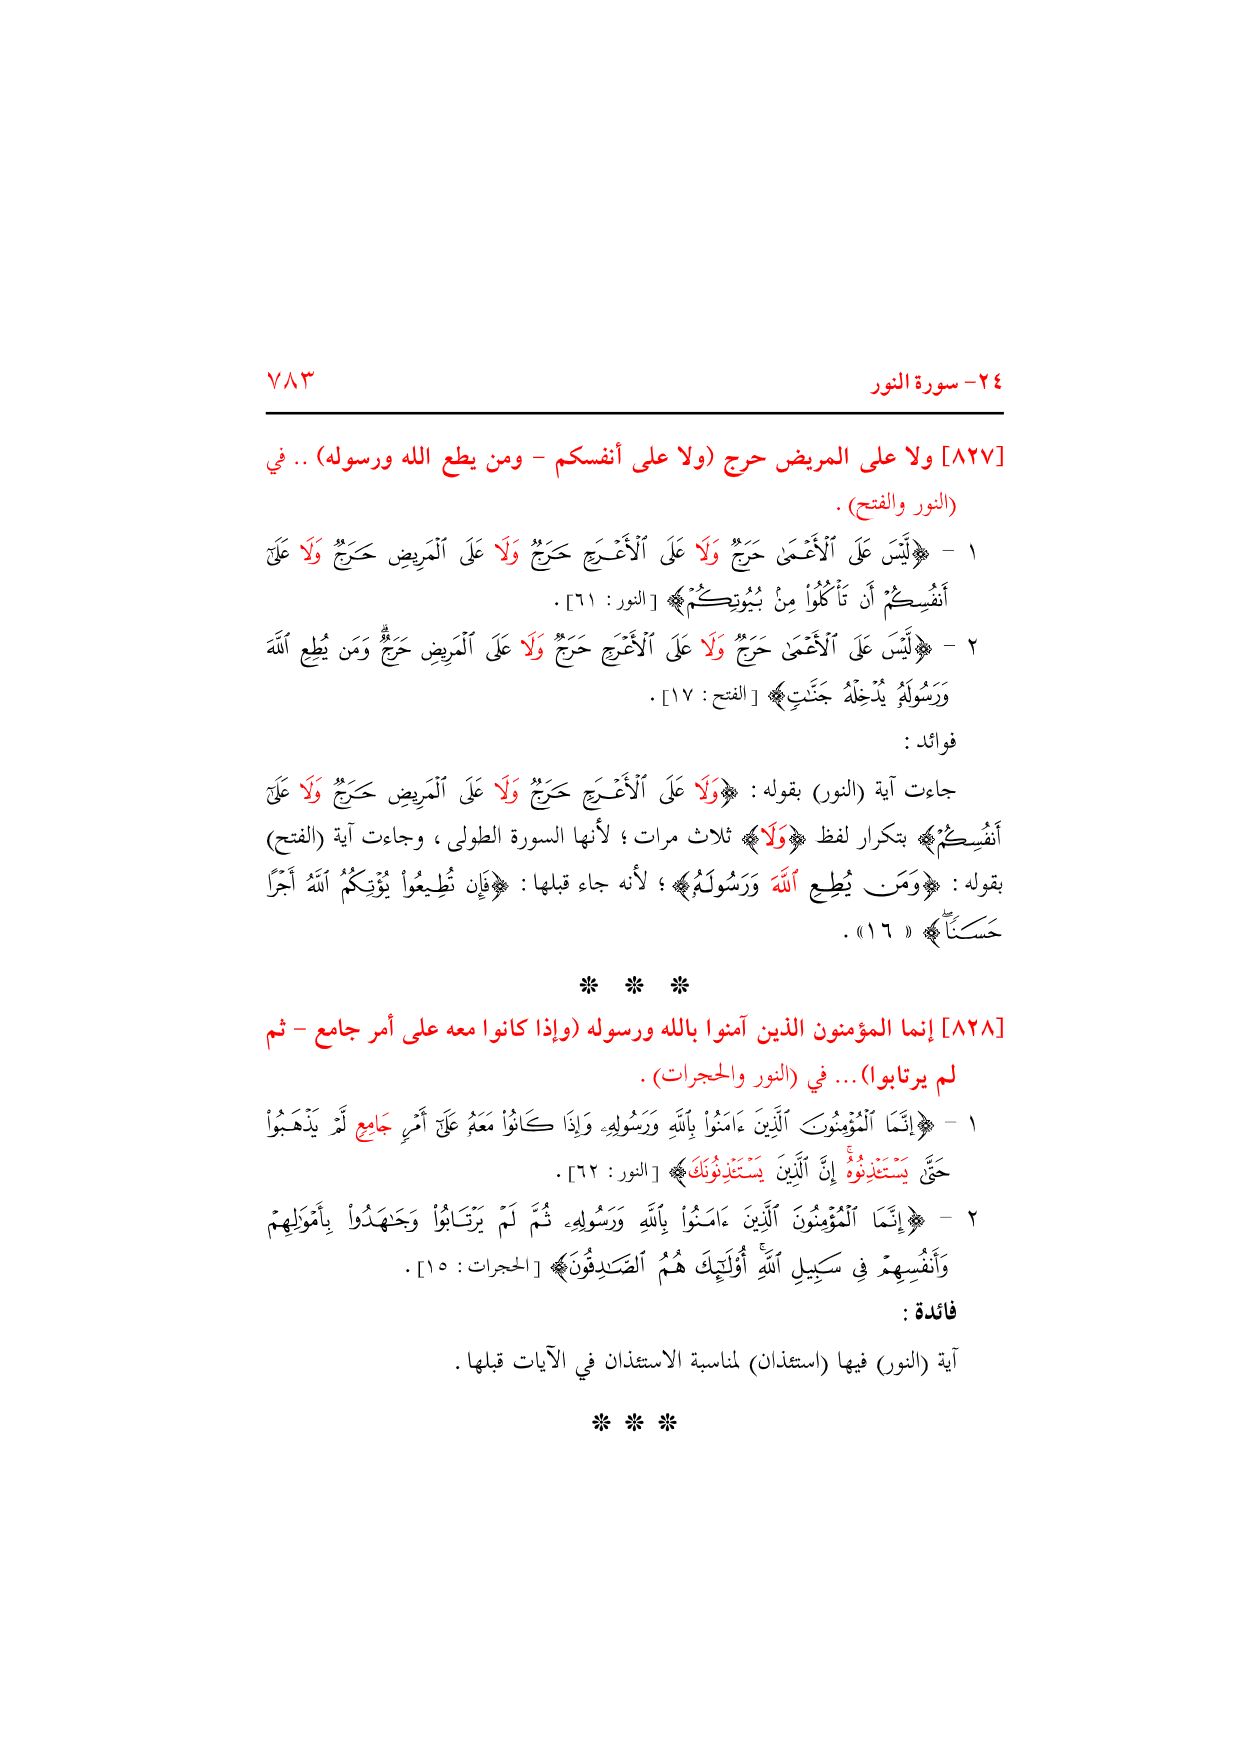 ٢٤- سورة النور ٧٨٣
[٨٢٧] ولا على المريض حرج (ولا على أنفسكم - ومن يطع الله ورسوله) .. في
(النور والفتح) .
١ - ﴿لَّيْسَ عَلَى ٱلْأَعْمَىٰ حَرَجٌ وَلَا عَلَى ٱلْأَعْرَجِ حَرَجٌ وَلَا عَلَى ٱلْمَرِيضِ حَرَجٌ وَلَا عَلَىٰٓ
أَنفُسِكُمْ أَن تَأْكُلُوا۟ مِنۢ بُيُوتِكُمْ﴾ [النور : ٦١] .
٢ - ﴿لَّيْسَ عَلَى ٱلْأَعْمَىٰ حَرَجٌ وَلَا عَلَى ٱلْأَعْرَجِ حَرَجٌ وَلَا عَلَى ٱلْمَرِيضِ حَرَجٌ ۗ وَمَن يُطِعِ ٱللَّهَ
وَرَسُولَهُۥ يُدْخِلْهُ جَنَّـٰتٍ﴾ [الفتح : ١٧] .
فوائد :
جاءت آية (النور) بقوله : ﴿وَلَا عَلَى ٱلْأَعْرَجِ حَرَجٌ وَلَا عَلَى ٱلْمَرِيضِ حَرَجٌ وَلَا عَلَىٰٓ
أَنفُسِكُمْ﴾ بتكرار لفظ ﴿وَلَا﴾ ثلاث مرات ؛ لأنها السورة الطولى ، وجاءت آية (الفتح)
بقوله : ﴿وَمَن يُطِعِ ٱللَّهَ وَرَسُولَهُۥ﴾ ؛ لأنه جاء قبلها : ﴿فَإِن تُطِيعُوا۟ يُؤْتِكُمُ ٱللَّهُ أَجْرًا
حَسَنًا ۖ﴾ «١٦» .
❊ ❊ ❊
[٨٢٨] إنما المؤمنون الذين آمنوا بالله ورسوله (وإذا كانوا معه على أمر جامع - ثم
لم يرتابوا)... في (النور والحجرات) .
١ - ﴿إِنَّمَا ٱلْمُؤْمِنُونَ ٱلَّذِينَ ءَامَنُوا۟ بِٱللَّهِ وَرَسُولِهِۦ وَإِذَا كَانُوا۟ مَعَهُۥ عَلَىٰٓ أَمْرٍ جَامِعٍ لَّمْ يَذْهَبُوا۟
حَتَّىٰ يَسْتَـْٔذِنُوهُ ۚ إِنَّ ٱلَّذِينَ يَسْتَـْٔذِنُونَكَ﴾ [النور : ٦٢] .
٢ - ﴿إِنَّمَا ٱلْمُؤْمِنُونَ ٱلَّذِينَ ءَامَنُوا۟ بِٱللَّهِ وَرَسُولِهِۦ ثُمَّ لَمْ يَرْتَابُوا۟ وَجَـٰهَدُوا۟ بِأَمْوَٰلِهِمْ
وَأَنفُسِهِمْ فِى سَبِيلِ ٱللَّهِ ۚ أُو۟لَـٰٓئِكَ هُمُ ٱلصَّـٰدِقُونَ﴾ [الحجرات : ١٥] .
فائدة :
آية (النور) فيها (استئذان) لمناسبة الاستئذان في الآيات قبلها .
❊ ❊ ❊